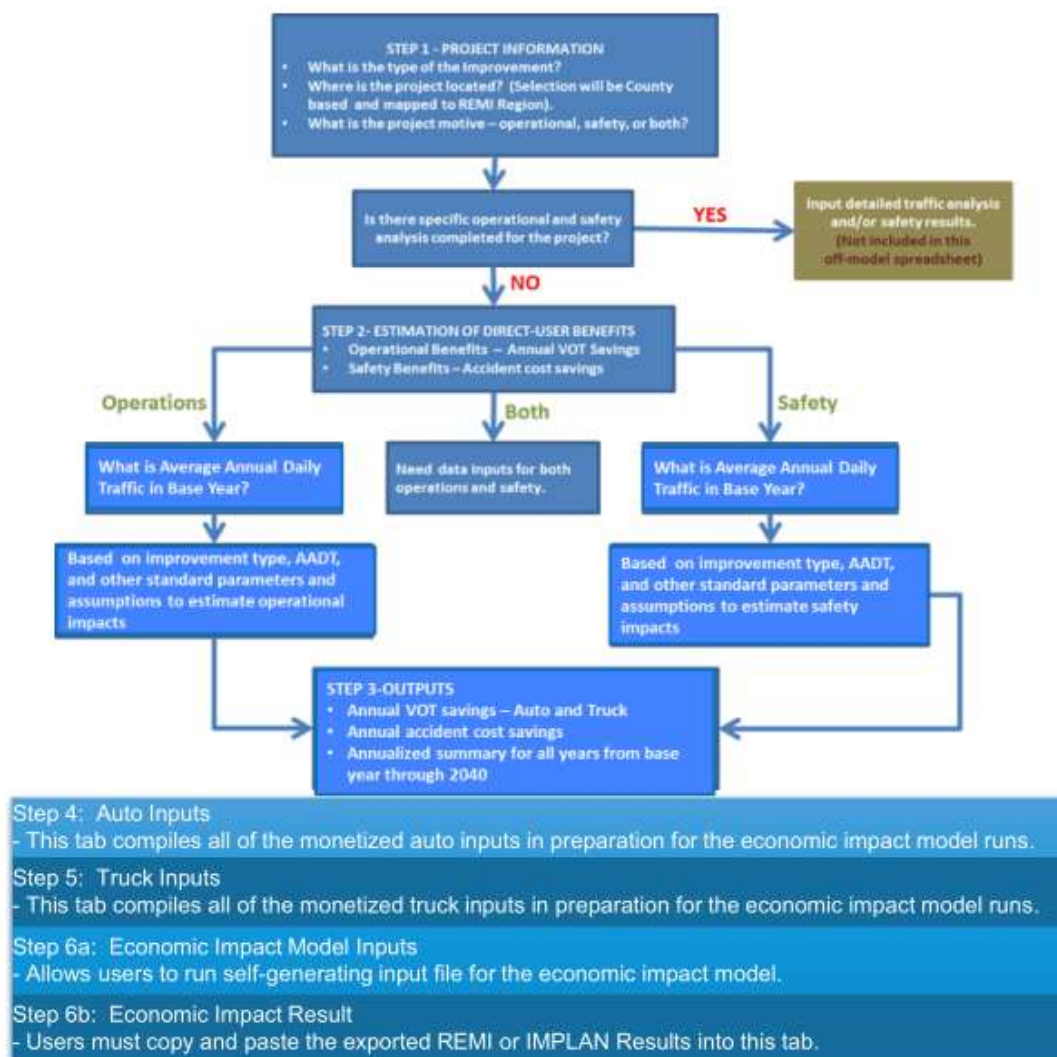 STEP 1 - PROJECT INFORMATION
• What is the type of the Improvement?
• Where is the project located? (Selection will be County
based and mapped to REMI Region).
• What is the project motive – operational, safety, or both?
Is there specific operational and safety
analysis completed for the project?
YES
Input detailed traffic analysis
and/or safety results.
(Not included in this
off-model spreadsheet)
NO
STEP 2- ESTIMATION OF DIRECT-USER BENEFITS
• Operational Benefits – Annual VOT Savings
• Safety Benefits – Accident cost savings
Operations
Both
Safety
What is Average Annual Daily
Traffic in Base Year?
Need data inputs for both
operations and safety.
What is Average Annual Daily
Traffic in Base Year?
Based on improvement type, AADT,
and other standard parameters and
assumptions to estimate operational
impacts
Based on improvement type, AADT,
and other standard parameters and
assumptions to estimate safety
impacts
STEP 3-OUTPUTS
• Annual VOT savings – Auto and Truck
• Annual accident cost savings
• Annualized summary for all years from base
year through 2040
Step 4: Auto Inputs
- This tab compiles all of the monetized auto inputs in preparation for the economic impact model runs.
Step 5: Truck Inputs
- This tab compiles all of the monetized truck inputs in preparation for the economic impact model runs.
Step 6a: Economic Impact Model Inputs
- Allows users to run self-generating input file for the economic impact model.
Step 6b: Economic Impact Result
- Users must copy and paste the exported REMI or IMPLAN Results into this tab.